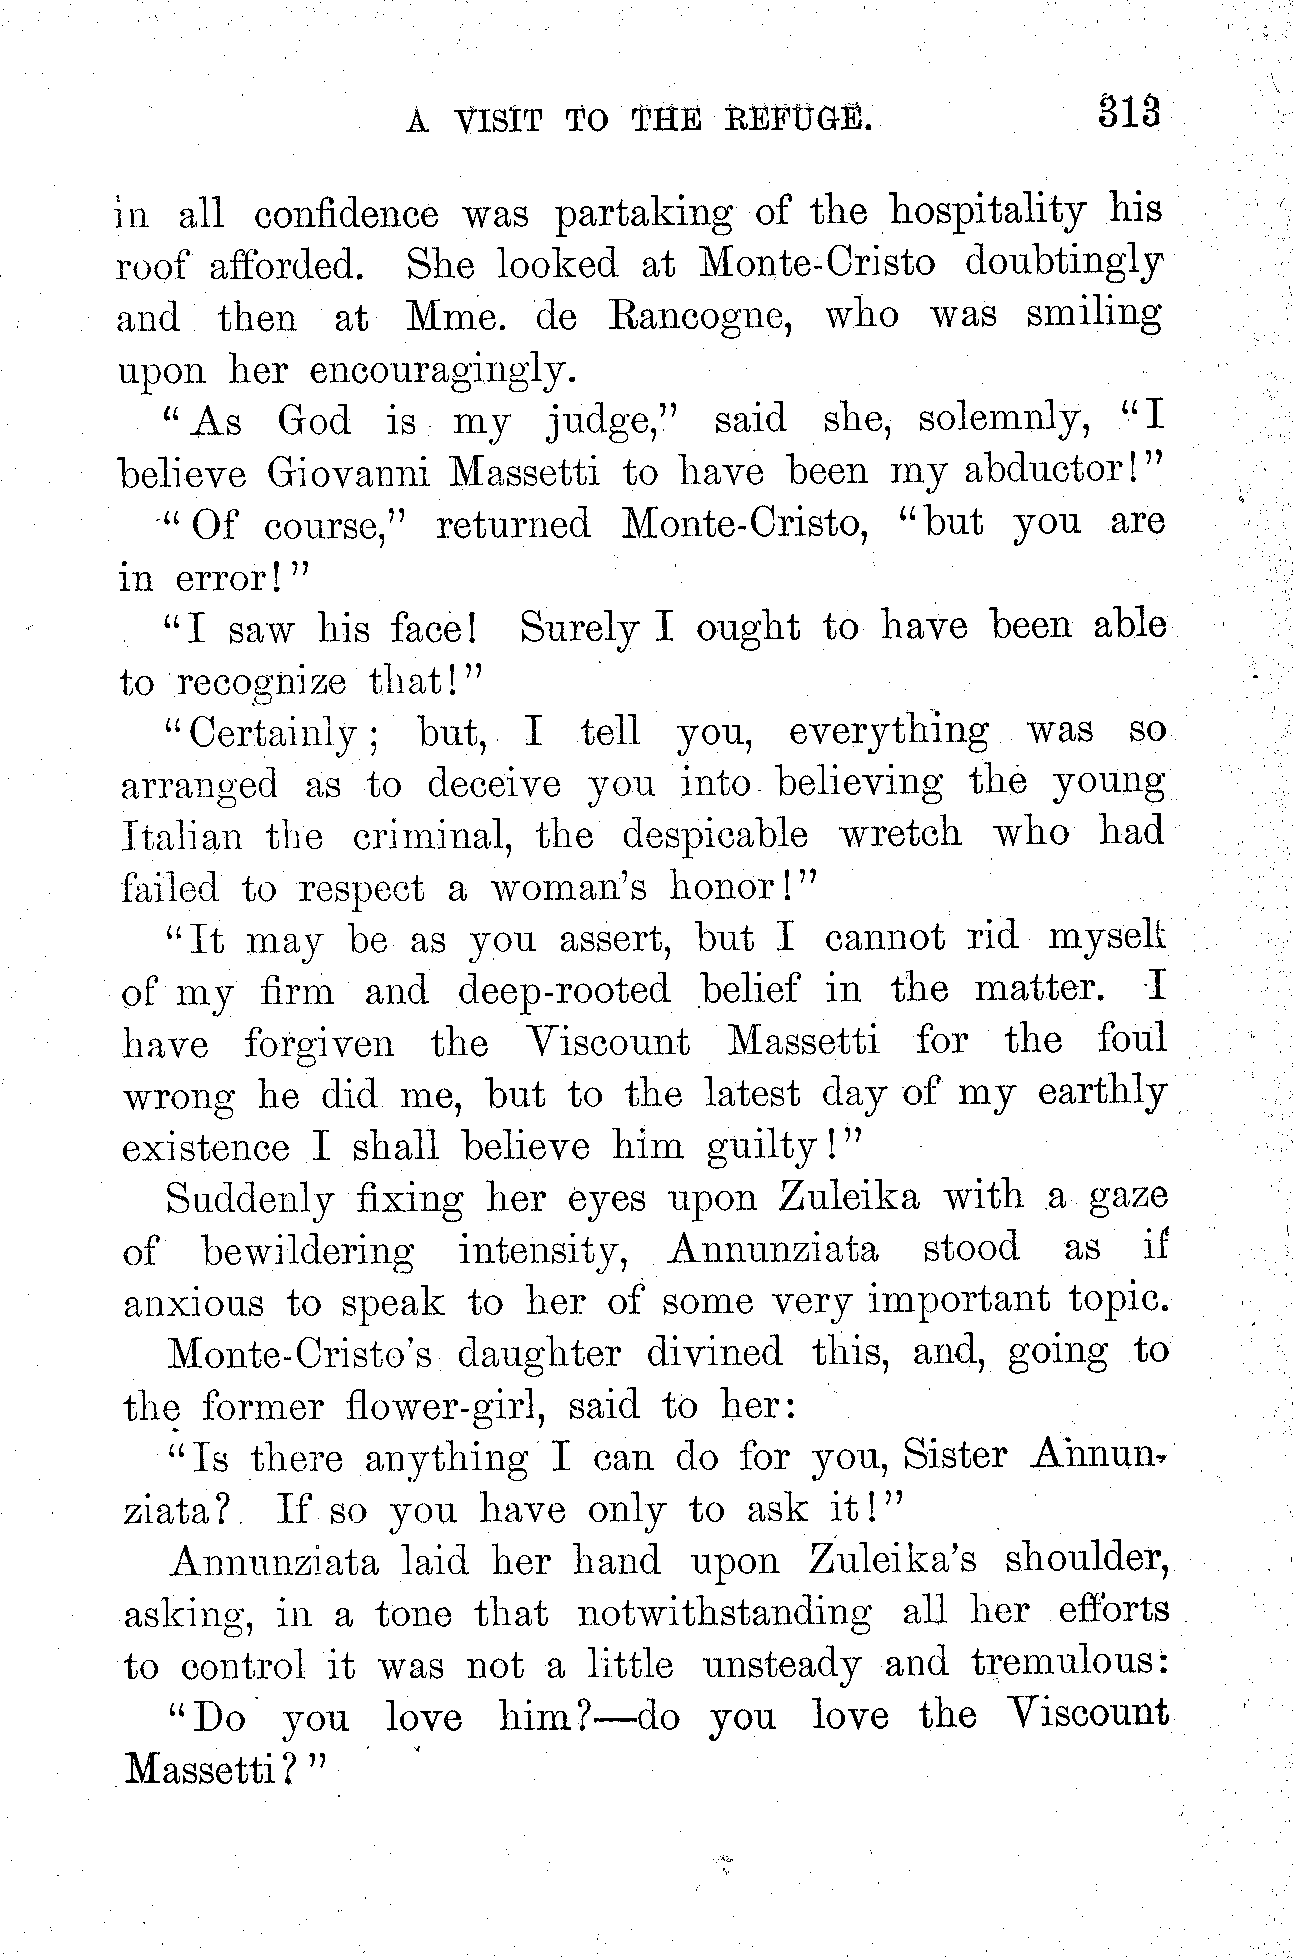 A VISIT TO THE REFUGE. 313
in all confidence was partaking of the hospitality his
roof afforded. She looked at Monte-Cristo doubtingly
and then at Mme. de Rancogne, who was smiling
upon her encouragingly.
"As God is my judge," said she, solemnly, "I
believe Giovanni Massetti to have been my abductor!"
"Of course," returned Monte-Cristo, "but you are
in error!"
"I saw his face! Surely I ought to have been able
to recognize that!"
"Certainly; but, I tell you, everything was so
arranged as to deceive you into believing the young
Italian the criminal, the despicable wretch who had
failed to respect a woman's honor!"
"It may be as you assert, but I cannot rid myself
of my firm and deep-rooted belief in the matter. I
have forgiven the Viscount Massetti for the foul
wrong he did me, but to the latest day of my earthly
existence I shall believe him guilty!"
Suddenly fixing her eyes upon Zuleika with a gaze
of bewildering intensity, Annunziata stood as if
anxious to speak to her of some very important topic.
Monte-Cristo's daughter divined this, and, going to
the former flower-girl, said to her:
"Is there anything I can do for you, Sister Annun-
ziata? If so you have only to ask it!"
Annunziata laid her hand upon Zuleika's shoulder,
asking, in a tone that notwithstanding all her efforts
to control it was not a little unsteady and tremulous:
"Do you love him?—do you love the Viscount
Massetti?"